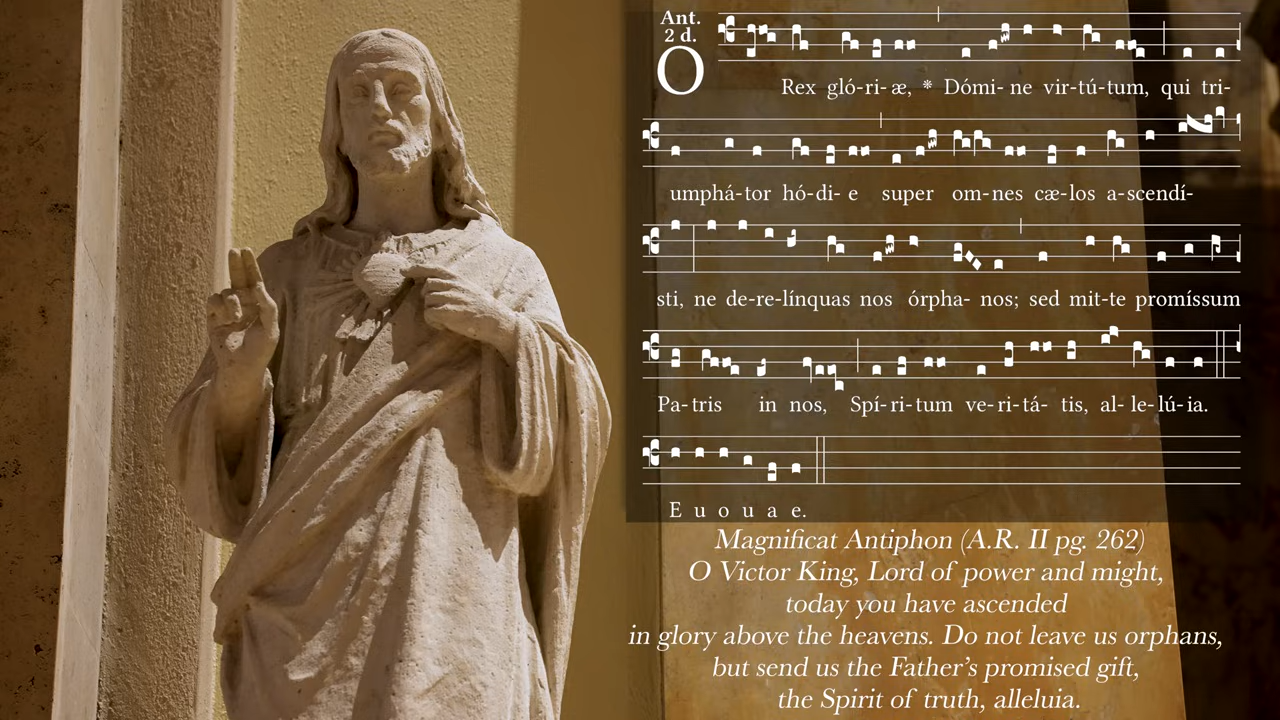 Ant.
2 d.
O Rex gló-ri-æ, * Dómi-ne vir-tú-tum, qui tri-
umphá-tor hó-di-e super om-nes cæ-los a-scendí-
sti, ne de-re-línquas nos órpha-nos; sed mit-te promíssum
Pa-tris in nos, Spí-ri-tum ve-ri-tá-tis, al-le-lú-ia.
E u o u a e.
Magnificat Antiphon (A.R. II pg. 262)
O Victor King, Lord of power and might,
today you have ascended
in glory above the heavens. Do not leave us orphans,
but send us the Father's promised gift,
the Spirit of truth, alleluia.